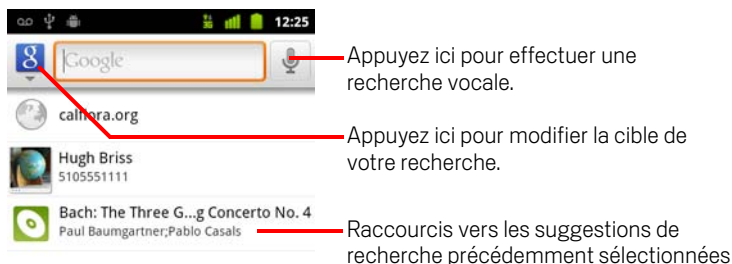 12:25
g Google
calflora.org
Hugh Briss
5105551111
Bach: The Three G...g Concerto No. 4
Paul Baumgartner;Pablo Casals
Appuyez ici pour effectuer une
recherche vocale.
Appuyez ici pour modifier la cible de
votre recherche.
Raccourcis vers les suggestions de
recherche précédemment sélectionnées